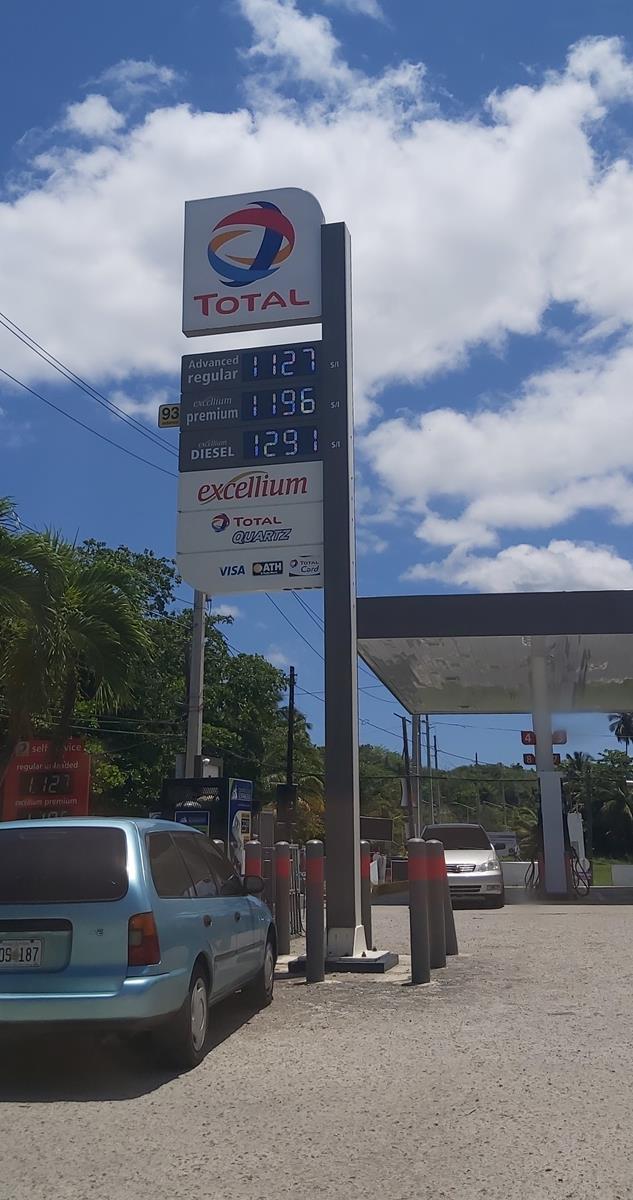 TOTAL
Advanced
regular 1127 $/l
93
excellium
premium 1196 $/l
excellium
DIESEL 1291 $/l
excellium
TOTAL
QUARTZ
VISA ATH TOTAL
Card
self service
regular unleaded
1127
excellium premium
4
187